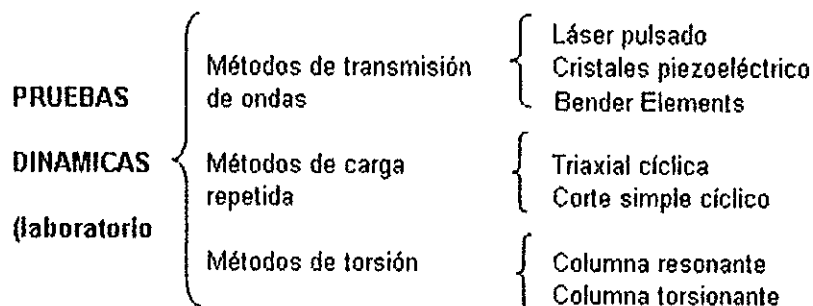 PRUEBAS
DINAMICAS
(laboratorio
Métodos de transmisión
de ondas
Láser pulsado
Cristales piezoeléctrico
Bender Elements
Métodos de carga
repetida
Triaxial cíclica
Corte simple cíclico
Métodos de torsión
Columna resonante
Columna torsionante